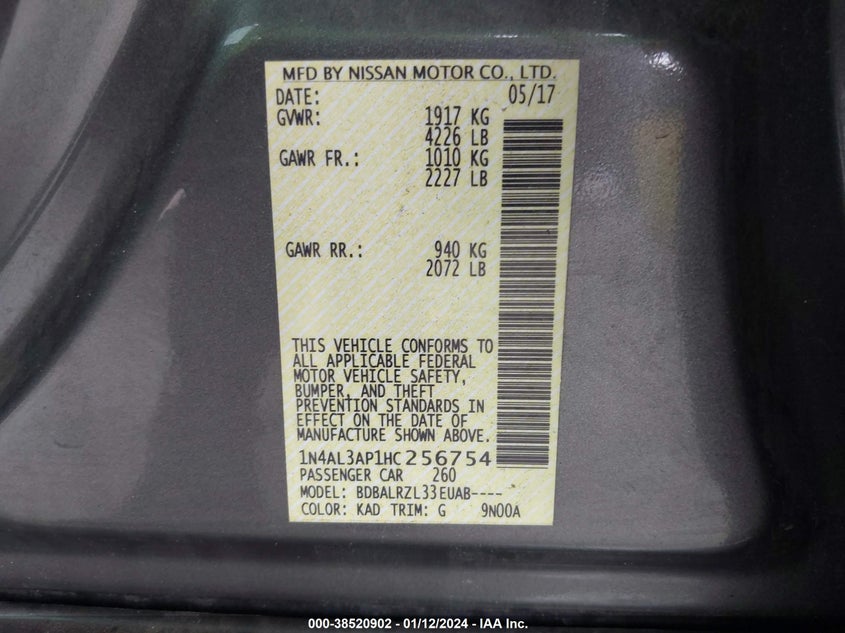 MFD BY NISSAN MOTOR CO., LTD.
DATE: 05/17
GVWR: 1917 KG
4226 LB
GAWR FR.: 1010 KG
2227 LB
GAWR RR.: 940 KG
2072 LB
THIS VEHICLE CONFORMS TO
ALL APPLICABLE FEDERAL
MOTOR VEHICLE SAFETY,
BUMPER, AND THEFT
PREVENTION STANDARDS IN
EFFECT ON THE DATE OF
MANUFACTURE SHOWN ABOVE.
1N4AL3AP1HC256754
PASSENGER CAR 260
MODEL: BDBALRZL33EUAB----
COLOR: KAD TRIM: G 9N00A
000-38520902 - 01/12/2024 - IAA Inc.